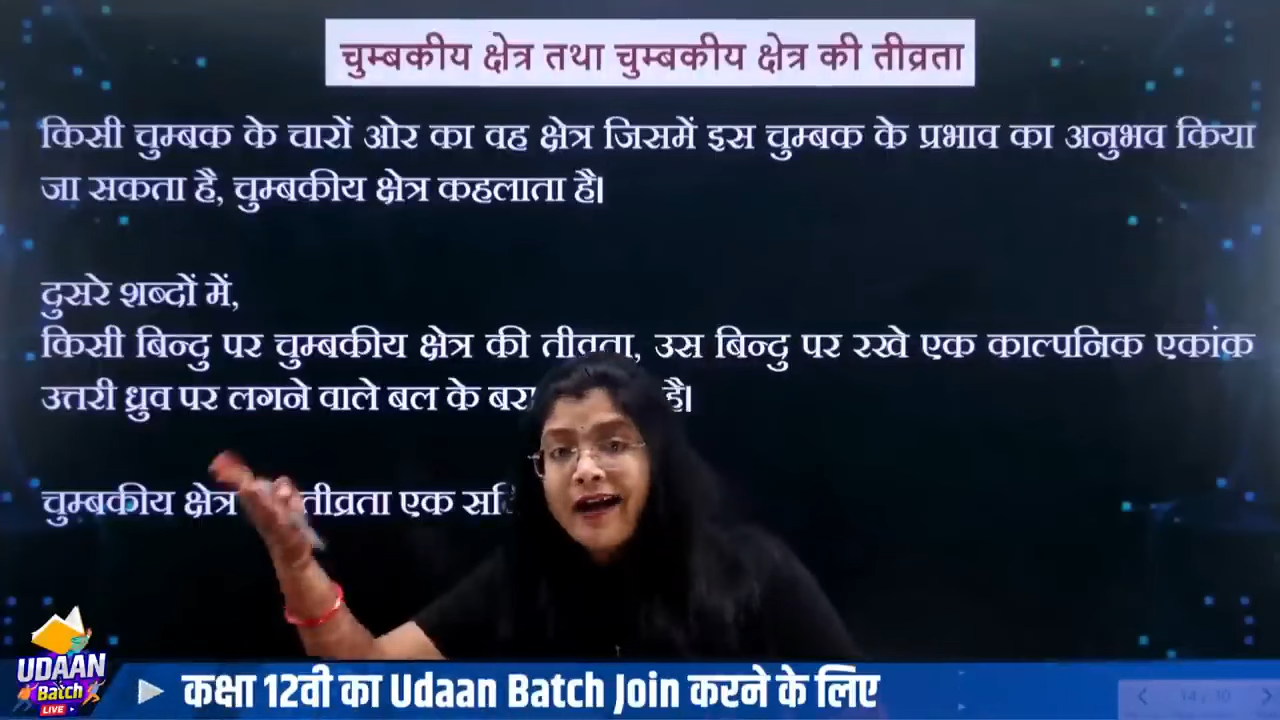 चुम्बकीय क्षेत्र तथा चुम्बकीय क्षेत्र की तीव्रता
किसी चुम्बक के चारों ओर का वह क्षेत्र जिसमें इस चुम्बक के प्रभाव का अनुभव किया
जा सकता है, चुम्बकीय क्षेत्र कहलाता है।
दुसरे शब्दों में,
किसी बिन्दु पर चुम्बकीय क्षेत्र की तीव्रता, उस बिन्दु पर रखे एक काल्पनिक एकांक
उत्तरी ध्रुव पर लगने वाले बल के है।
चुम्बकीय क्षेत्र तीव्रता एक
UDAAN
Batch
LIVE
कक्षा 12वी का Udaan Batch Join करने के लिए
14 / 30